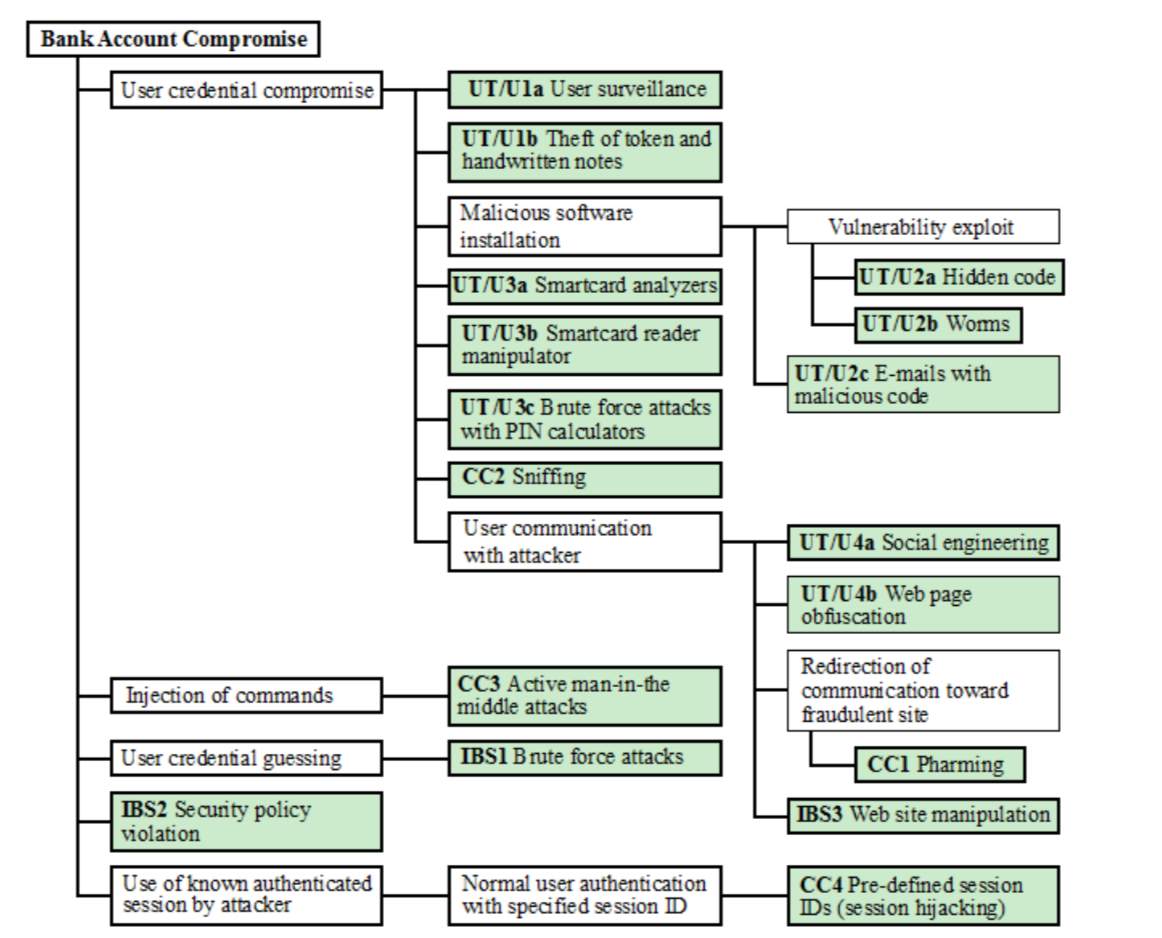 Bank Account Compromise
User credential compromise
UT/U1a User surveillance
UT/U1b Theft of token and
handwritten notes
Malicious software
installation
Vulnerability exploit
UT/U2a Hidden code
UT/U2b Worms
UT/U2c E-mails with
malicious code
UT/U3a Smartcard analyzers
UT/U3b Smartcard reader
manipulator
UT/U3c Brute force attacks
with PIN calculators
CC2 Sniffing
User communication
with attacker
UT/U4a Social engineering
UT/U4b Web page
obfuscation
Redirection of
communication toward
fraudulent site
CC1 Pharming
IBS3 Web site manipulation
Injection of commands
CC3 Active man-in-the
middle attacks
User credential guessing
IBS1 Brute force attacks
IBS2 Security policy
violation
Use of known authenticated
session by attacker
Normal user authentication
with specified session ID
CC4 Pre-defined session
IDs (session hijacking)